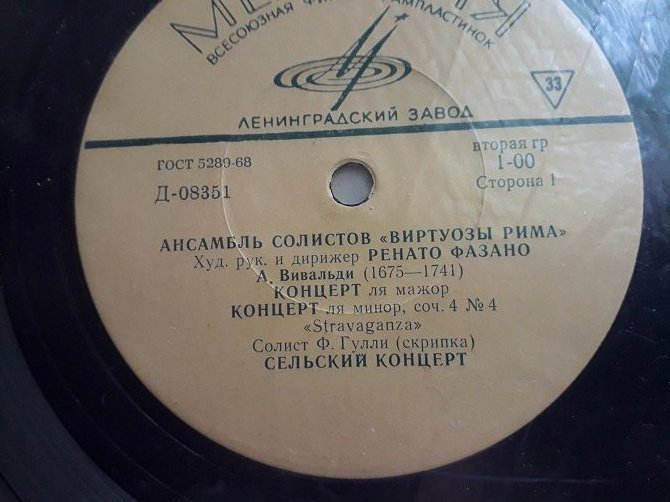 ВСЕСОЮЗНАЯ
ГРАМПЛАСТИНОК
33
ЛЕНИНГРАДСКИЙ ЗАВОД
ГОСТ 5289-68
вторая гр
Д-08351
1-00
Сторона 1
АНСАМБЛЬ СОЛИСТОВ «ВИРТУОЗЫ РИМА»
Худ. рук. и дирижер РЕНАТО ФАЗАНО
А. Вивальди (1675—1741)
КОНЦЕРТ ля мажор
КОНЦЕРТ ля минор, соч. 4 № 4
«Stravaganza»
Солист Ф. Гулли (скрипка)
СЕЛЬСКИЙ КОНЦЕРТ